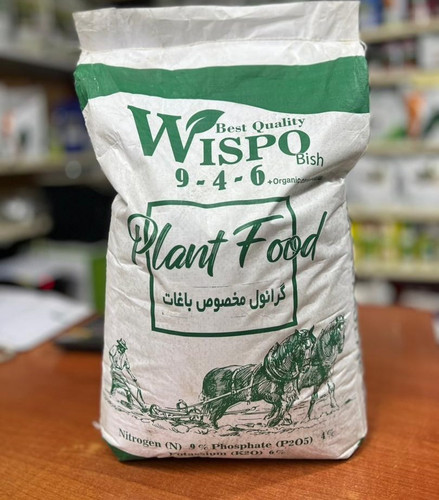 Best Quality
WISPO
Bish
9-4-6 +Organic
Plant Food
گرانول مخصوص باغات
Nitrogen (N) 9% Phosphate (P2O5) 4%
Potassium (K2O) 6%